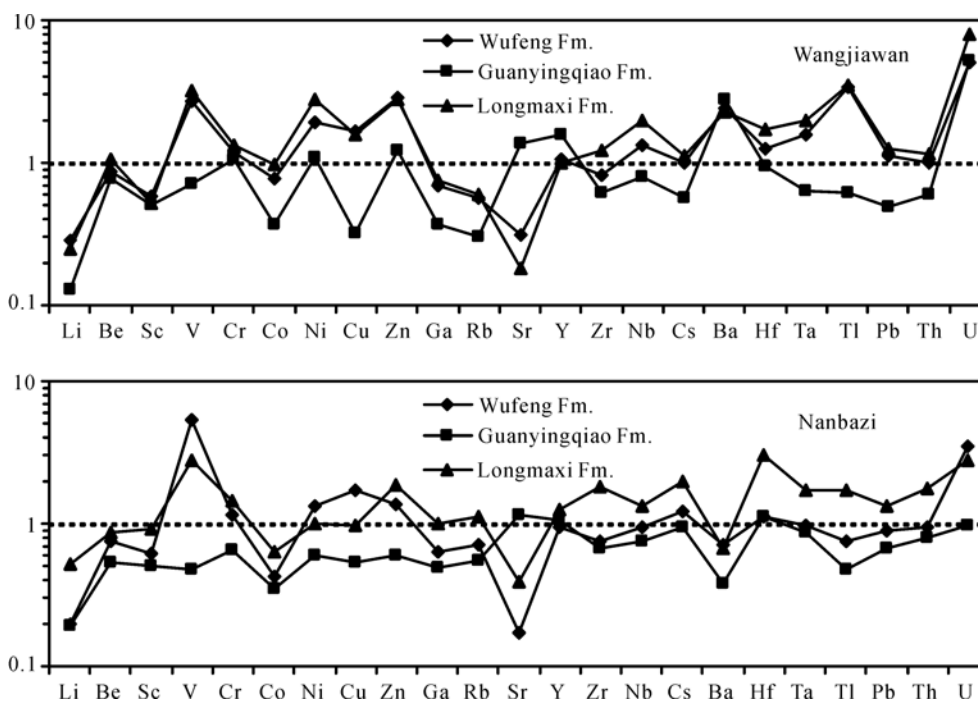 10
Wufeng Fm.
Wangjiawan
Guanyingqiao Fm.
Longmaxi Fm.
1
0.1
Li Be Sc V Cr Co Ni Cu Zn Ga Rb Sr Y Zr Nb Cs Ba Hf Ta Tl Pb Th U
10
Wufeng Fm.
Nanbazi
Guanyingqiao Fm.
Longmaxi Fm.
1
0.1
Li Be Sc V Cr Co Ni Cu Zn Ga Rb Sr Y Zr Nb Cs Ba Hf Ta Tl Pb Th U